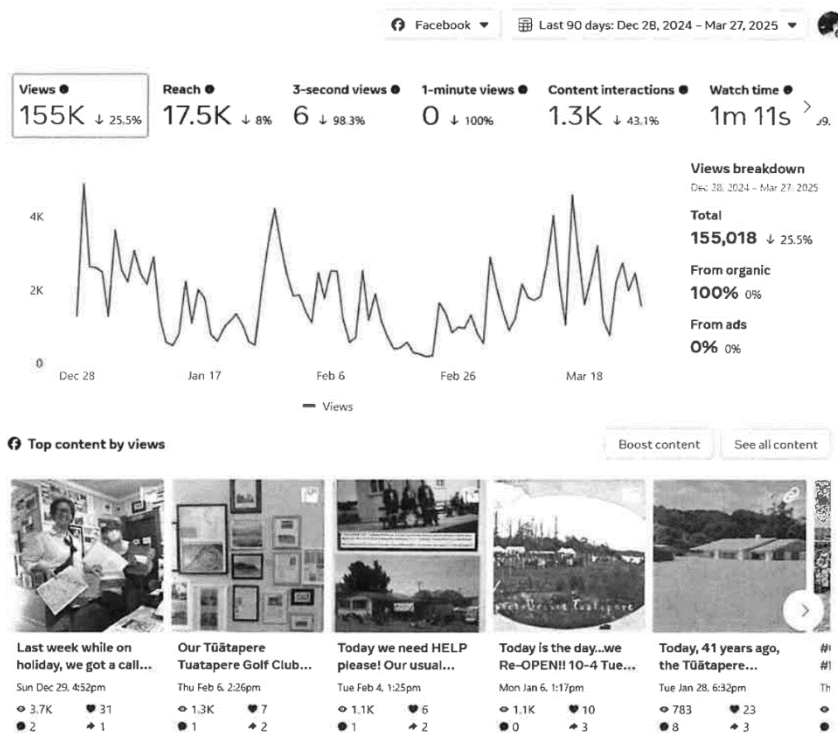 Facebook
Last 90 days: Dec 28, 2024 – Mar 27, 2025
Views Reach 3-second views 1-minute views Content interactions Watch time
155K ↓ 25.5% 17.5K ↓ 8% 6 ↓ 98.3% 0 ↓ 100% 1.3K ↓ 43.1% 1m 11s
Views breakdown
Dec 28, 2024 – Mar 27, 2025
Total
155,018 ↓ 25.5%
From organic
100% 0%
From ads
0% 0%
4K
2K
0
Dec 28 Jan 17 Feb 6 Feb 26 Mar 18
Views
Top content by views
Boost content See all content
Last week while on
holiday, we got a call...
Sun Dec 29, 4:52pm
3.7K 31
2 1
Our Tūātapere
Tuatapere Golf Club...
Thu Feb 6, 2:26pm
1.3K 7
1 2
Today we need HELP
please! Our usual...
Tue Feb 4, 1:25pm
1.1K 6
1 2
Today is the day...we
Re-OPEN!! 10-4 Tue...
Mon Jan 6, 1:17pm
1.1K 10
0 3
Today, 41 years ago,
the Tūātapere...
Tue Jan 28, 6:32pm
783 23
8 3